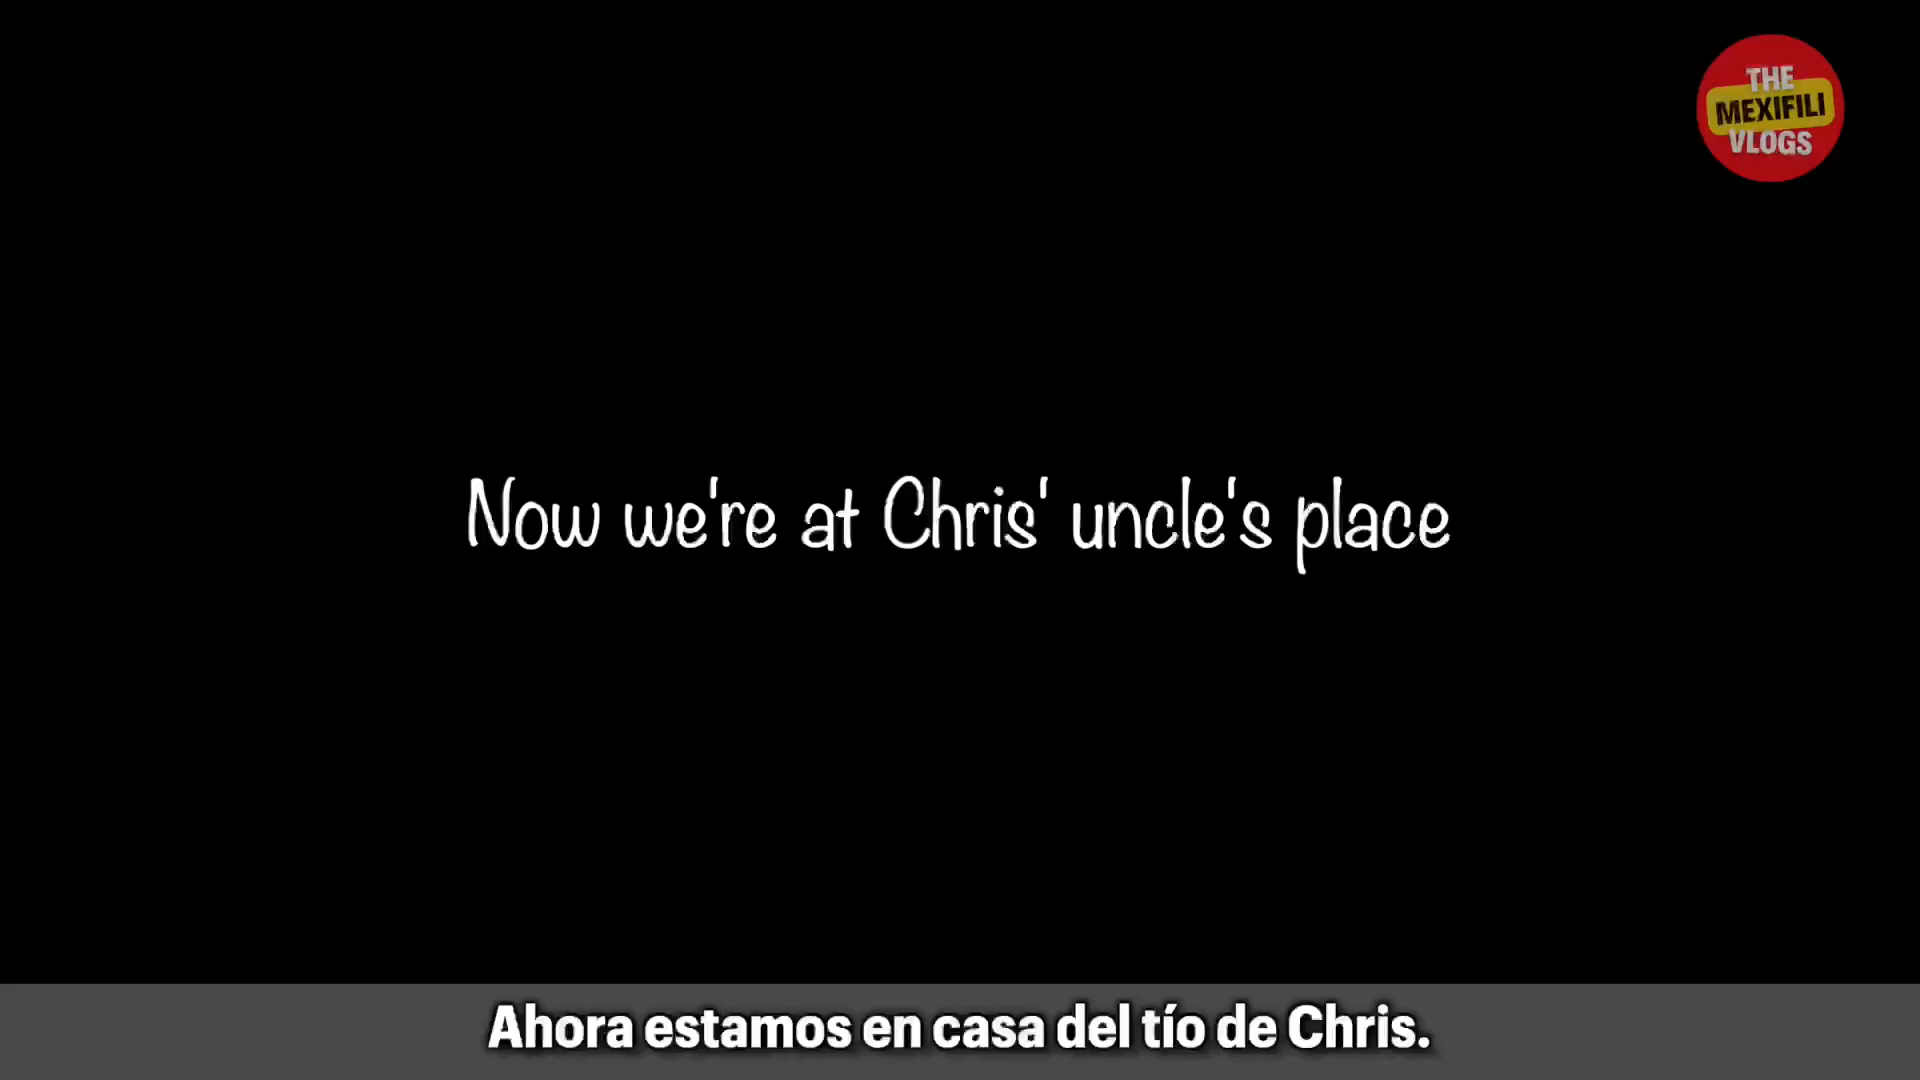 THE
MEXIFILI
VLOGS
Now we're at Chris' uncle's place
Ahora estamos en casa del tío de Chris.